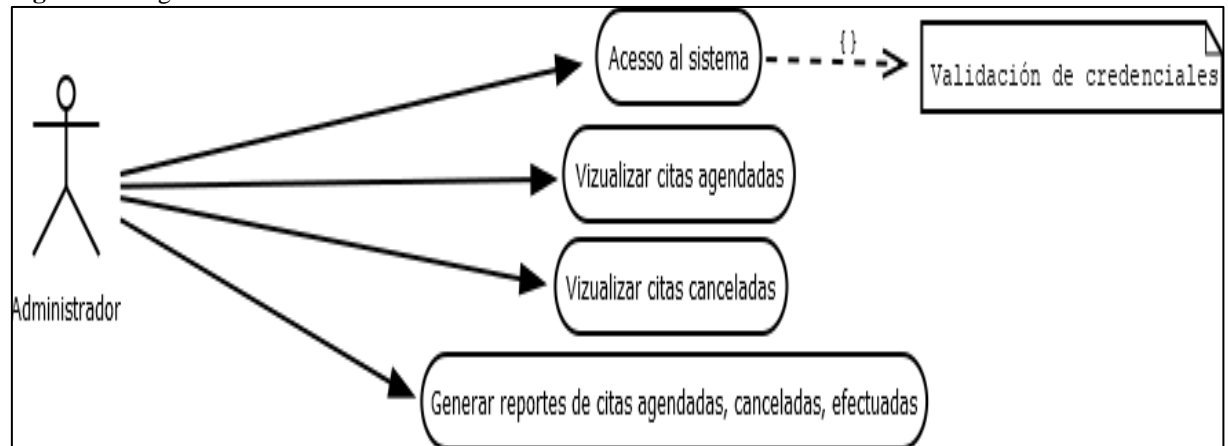 Acesso al sistema
{}
Validación de credenciales
Vizualizar citas agendadas
Vizualizar citas canceladas
Administrador
Generar reportes de citas agendadas, canceladas, efectuadas